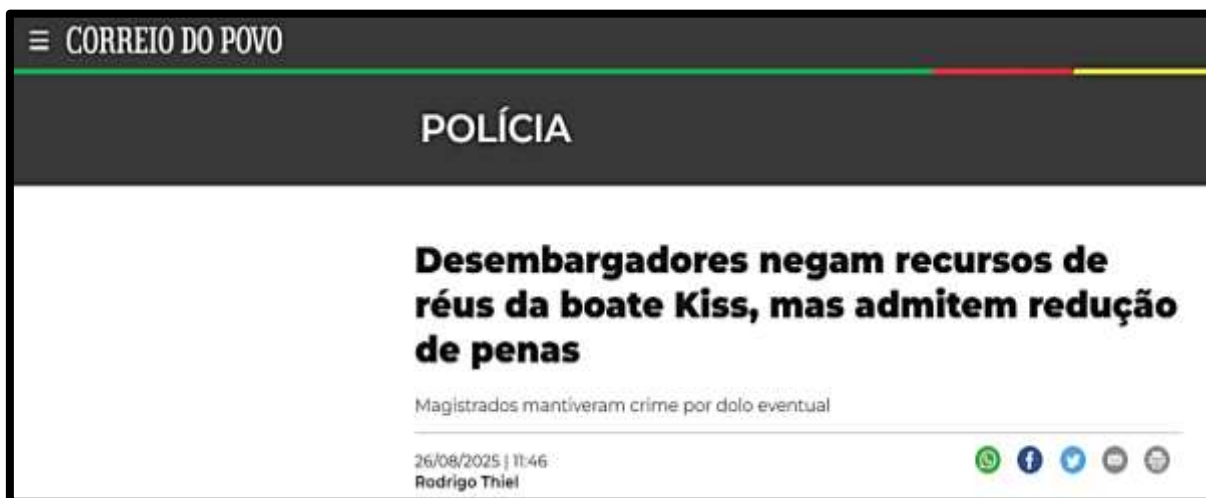 CORREIO DO POVO
POLÍCIA
Desembargadores negam recursos de
réus da boate Kiss, mas admitem redução
de penas
Magistrados mantiveram crime por dolo eventual
26/08/2025 | 11:46
Rodrigo Thiel